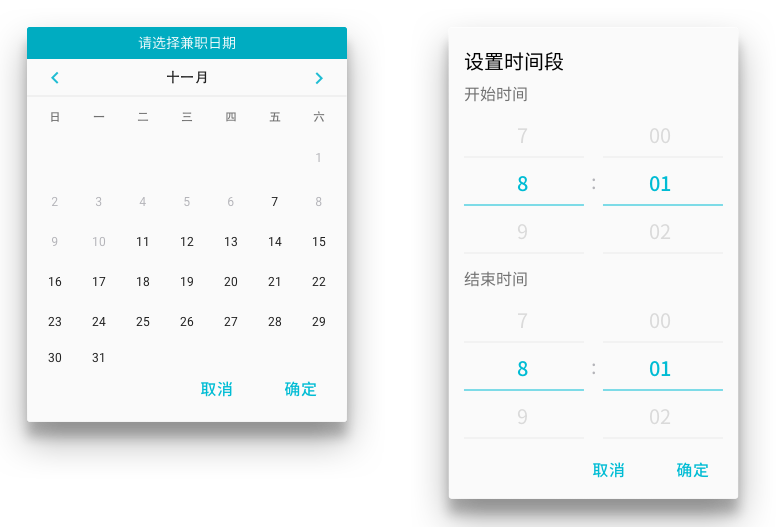 请选择兼职日期
十一月
日 一 二 三 四 五 六
1
2 3 4 5 6 7 8
9 10 11 12 13 14 15
16 17 18 19 20 21 22
23 24 25 26 27 28 29
30 31
取消 确定
设置时间段
开始时间
7 00
8 : 01
9 02
结束时间
7 00
8 : 01
9 02
取消 确定